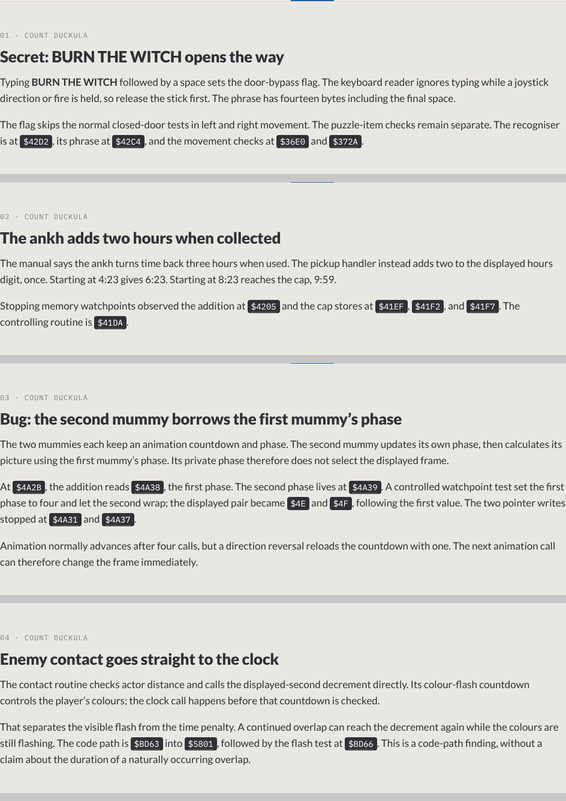 01 · COUNT DUCKULA
Secret: BURN THE WITCH opens the way
Typing BURN THE WITCH followed by a space sets the door-bypass flag. The keyboard reader ignores typing while a joystick
direction or fire is held, so release the stick first. The phrase has fourteen bytes including the final space.
The flag skips the normal closed-door tests in left and right movement. The puzzle-item checks remain separate. The recogniser
is at $42D2, its phrase at $42C4, and the movement checks at $36E0 and $372A.
02 · COUNT DUCKULA
The ankh adds two hours when collected
The manual says the ankh turns time back three hours when used. The pickup handler instead adds two to the displayed hours
digit, once. Starting at 4:23 gives 6:23. Starting at 8:23 reaches the cap, 9:59.
Stopping memory watchpoints observed the addition at $4205 and the cap stores at $41EF, $41F2, and $41F7. The
controlling routine is $41DA.
03 · COUNT DUCKULA
Bug: the second mummy borrows the first mummy’s phase
The two mummies each keep an animation countdown and phase. The second mummy updates its own phase, then calculates its
picture using the first mummy’s phase. Its private phase therefore does not select the displayed frame.
At $4A2B, the addition reads $4A38, the first phase. The second phase lives at $4A39. A controlled watchpoint test set the first
phase to four and let the second wrap; the displayed pair became $4E and $4F, following the first value. The two pointer writes
stopped at $4A31 and $4A37.
Animation normally advances after four calls, but a direction reversal reloads the countdown with one. The next animation call
can therefore change the frame immediately.
04 · COUNT DUCKULA
Enemy contact goes straight to the clock
The contact routine checks actor distance and calls the displayed-second decrement directly. Its colour-flash countdown
controls the player’s colours; the clock call happens before that countdown is checked.
That separates the visible flash from the time penalty. A continued overlap can reach the decrement again while the colours are
still flashing. The code path is $BD63 into $5801, followed by the flash test at $BD66. This is a code-path finding, without a
claim about the duration of a naturally occurring overlap.